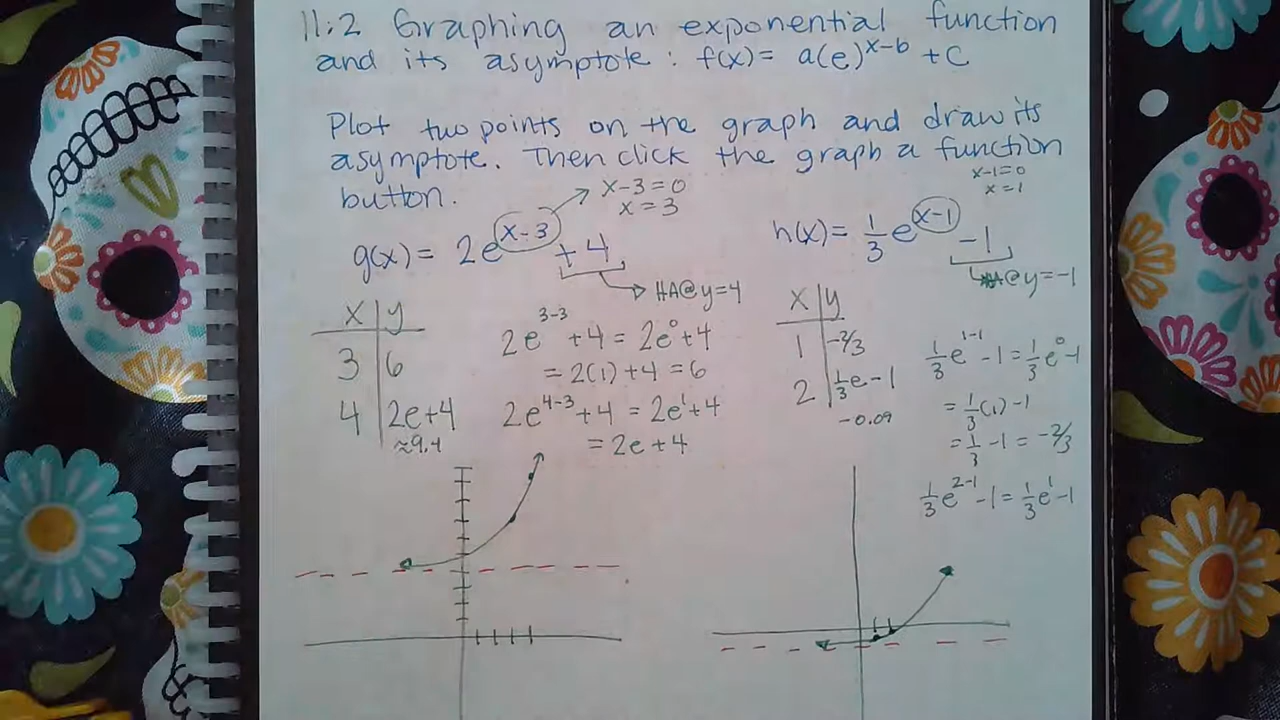 11.2 Graphing an exponential function
and its asymptote : f(x) = a(e)^{x-b} + c
Plot two points on the graph and draw its
asymptote. Then click the graph a function
button.
x-3=0
x=3
g(x) = 2e^{x-3} + 4
HA@y=4
x | y
3 | 6
4 | 2e+4
≈9.4
2e^{3-3} + 4 = 2e^0 + 4
= 2(1) + 4 = 6
2e^{4-3} + 4 = 2e^1 + 4
= 2e + 4
x-1=0
x=1
h(x) = 1/3 e^{x-1} - 1
HA@y=-1
x | y
1 | -2/3
2 | 1/3 e - 1
-0.09
1/3 e^{1-1} - 1 = 1/3 e^0 - 1
= 1/3 (1) - 1
= 1/3 - 1 = -2/3
1/3 e^{2-1} - 1 = 1/3 e^1 - 1